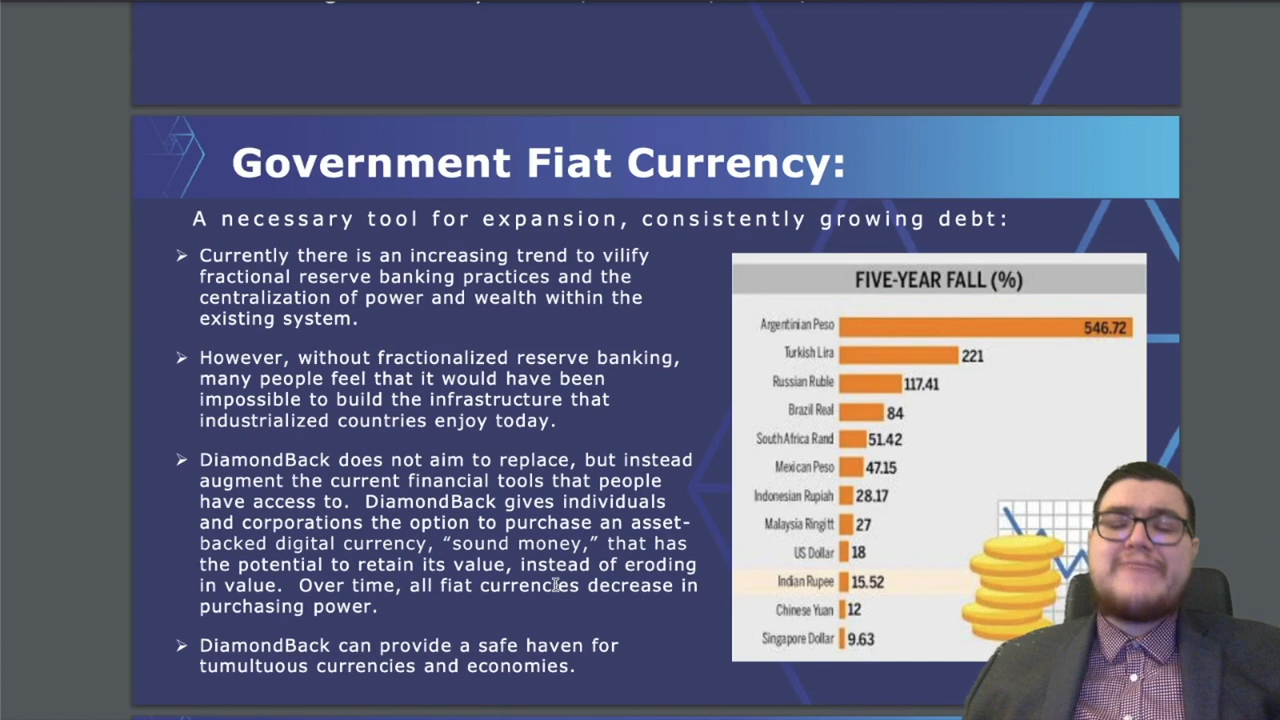 Government Fiat Currency:
A necessary tool for expansion, consistently growing debt:
➢ Currently there is an increasing trend to vilify
fractional reserve banking practices and the
centralization of power and wealth within the
existing system.
➢ However, without fractionalized reserve banking,
many people feel that it would have been
impossible to build the infrastructure that
industrialized countries enjoy today.
➢ DiamondBack does not aim to replace, but instead
augment the current financial tools that people
have access to.  DiamondBack gives individuals
and corporations the option to purchase an asset-
backed digital currency, “sound money,” that has
the potential to retain its value, instead of eroding
in value.  Over time, all fiat currencies decrease in
purchasing power.
➢ DiamondBack can provide a safe haven for
tumultuous currencies and economies.
FIVE-YEAR FALL (%)
Argentinian Peso 546.72
Turkish Lira 221
Russian Ruble 117.41
Brazil Real 84
South Africa Rand 51.42
Mexican Peso 47.15
Indonesian Rupiah 28.17
Malaysia Ringitt 27
US Dollar 18
Indian Rupee 15.52
Chinese Yuan 12
Singapore Dollar 9.63